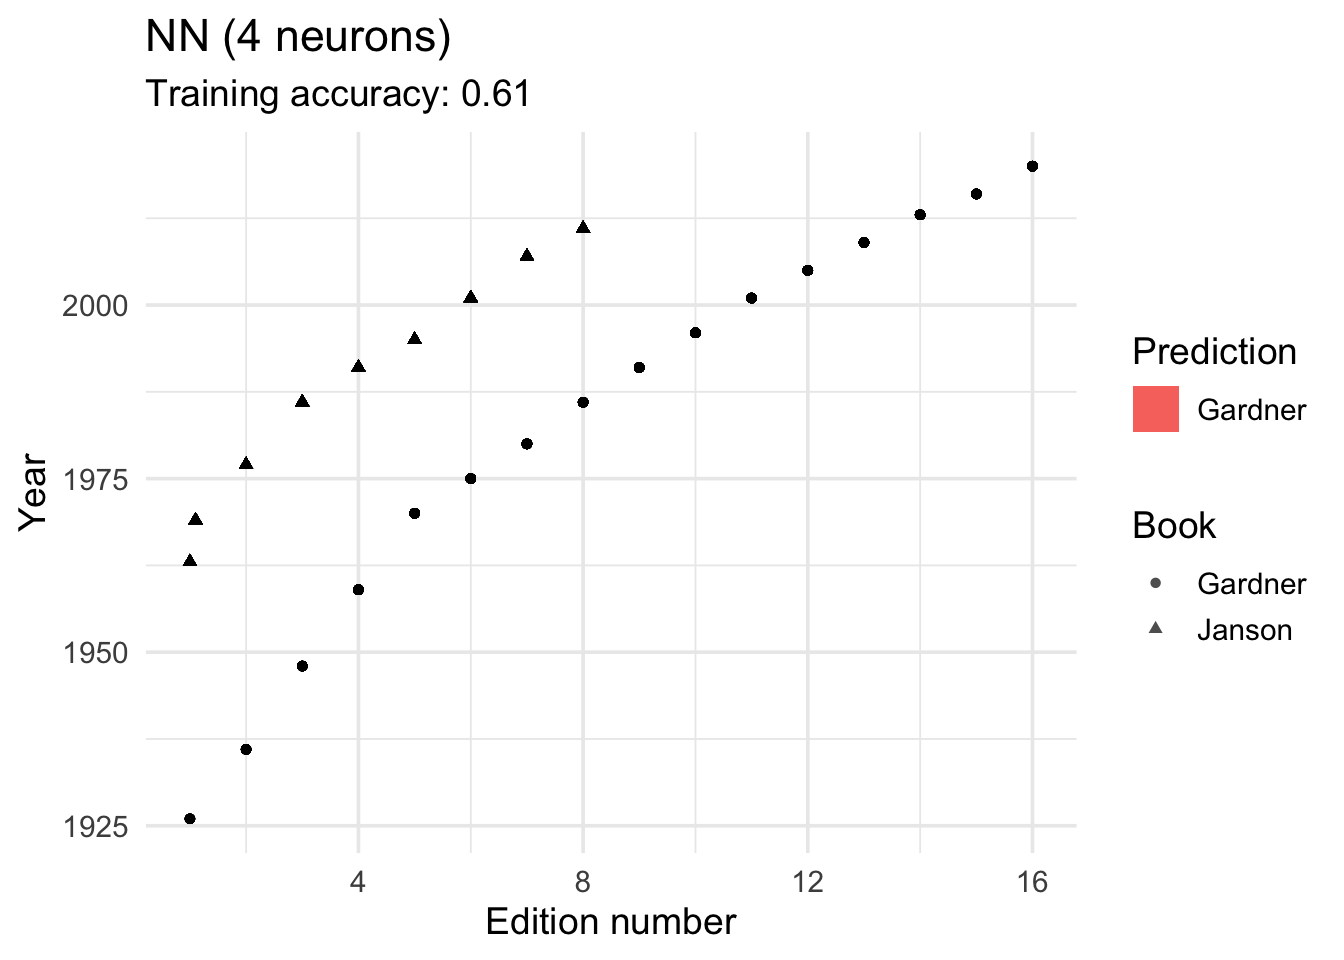 NN (4 neurons)
Training accuracy: 0.61
2000
1975
1950
1925
Year
4 8 12 16
Edition number
Prediction
Gardner
Book
Gardner
Janson